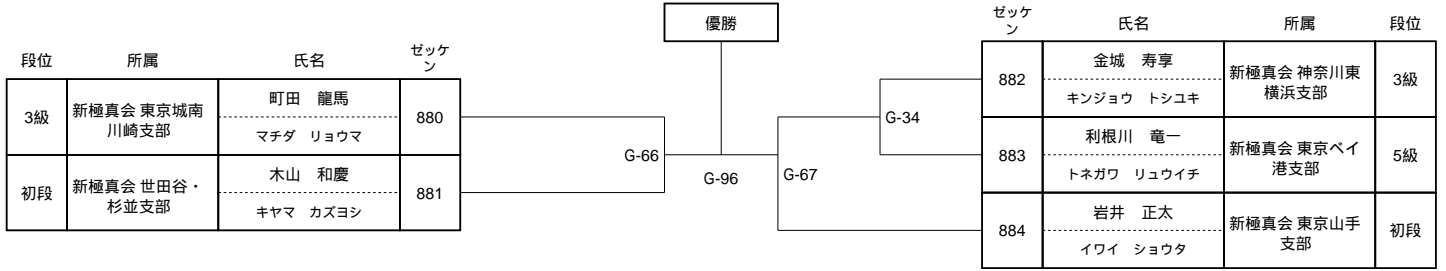 優勝
段位 所属 氏名 ゼッケ
ン
3級 新極真会 東京城南
川崎支部 町田 龍馬
マチダ リョウマ 880
初段 新極真会 世田谷・
杉並支部 木山 和慶
キヤマ カズヨシ 881
G-66
G-96
G-67
G-34
ゼッケ
ン 氏名 所属 段位
882 金城 寿享
キンジョウ トシユキ 新極真会 神奈川東
横浜支部 3級
883 利根川 竜一
トネガワ リュウイチ 新極真会 東京ベイ
港支部 5級
884 岩井 正太
イワイ ショウタ 新極真会 東京山手
支部 初段